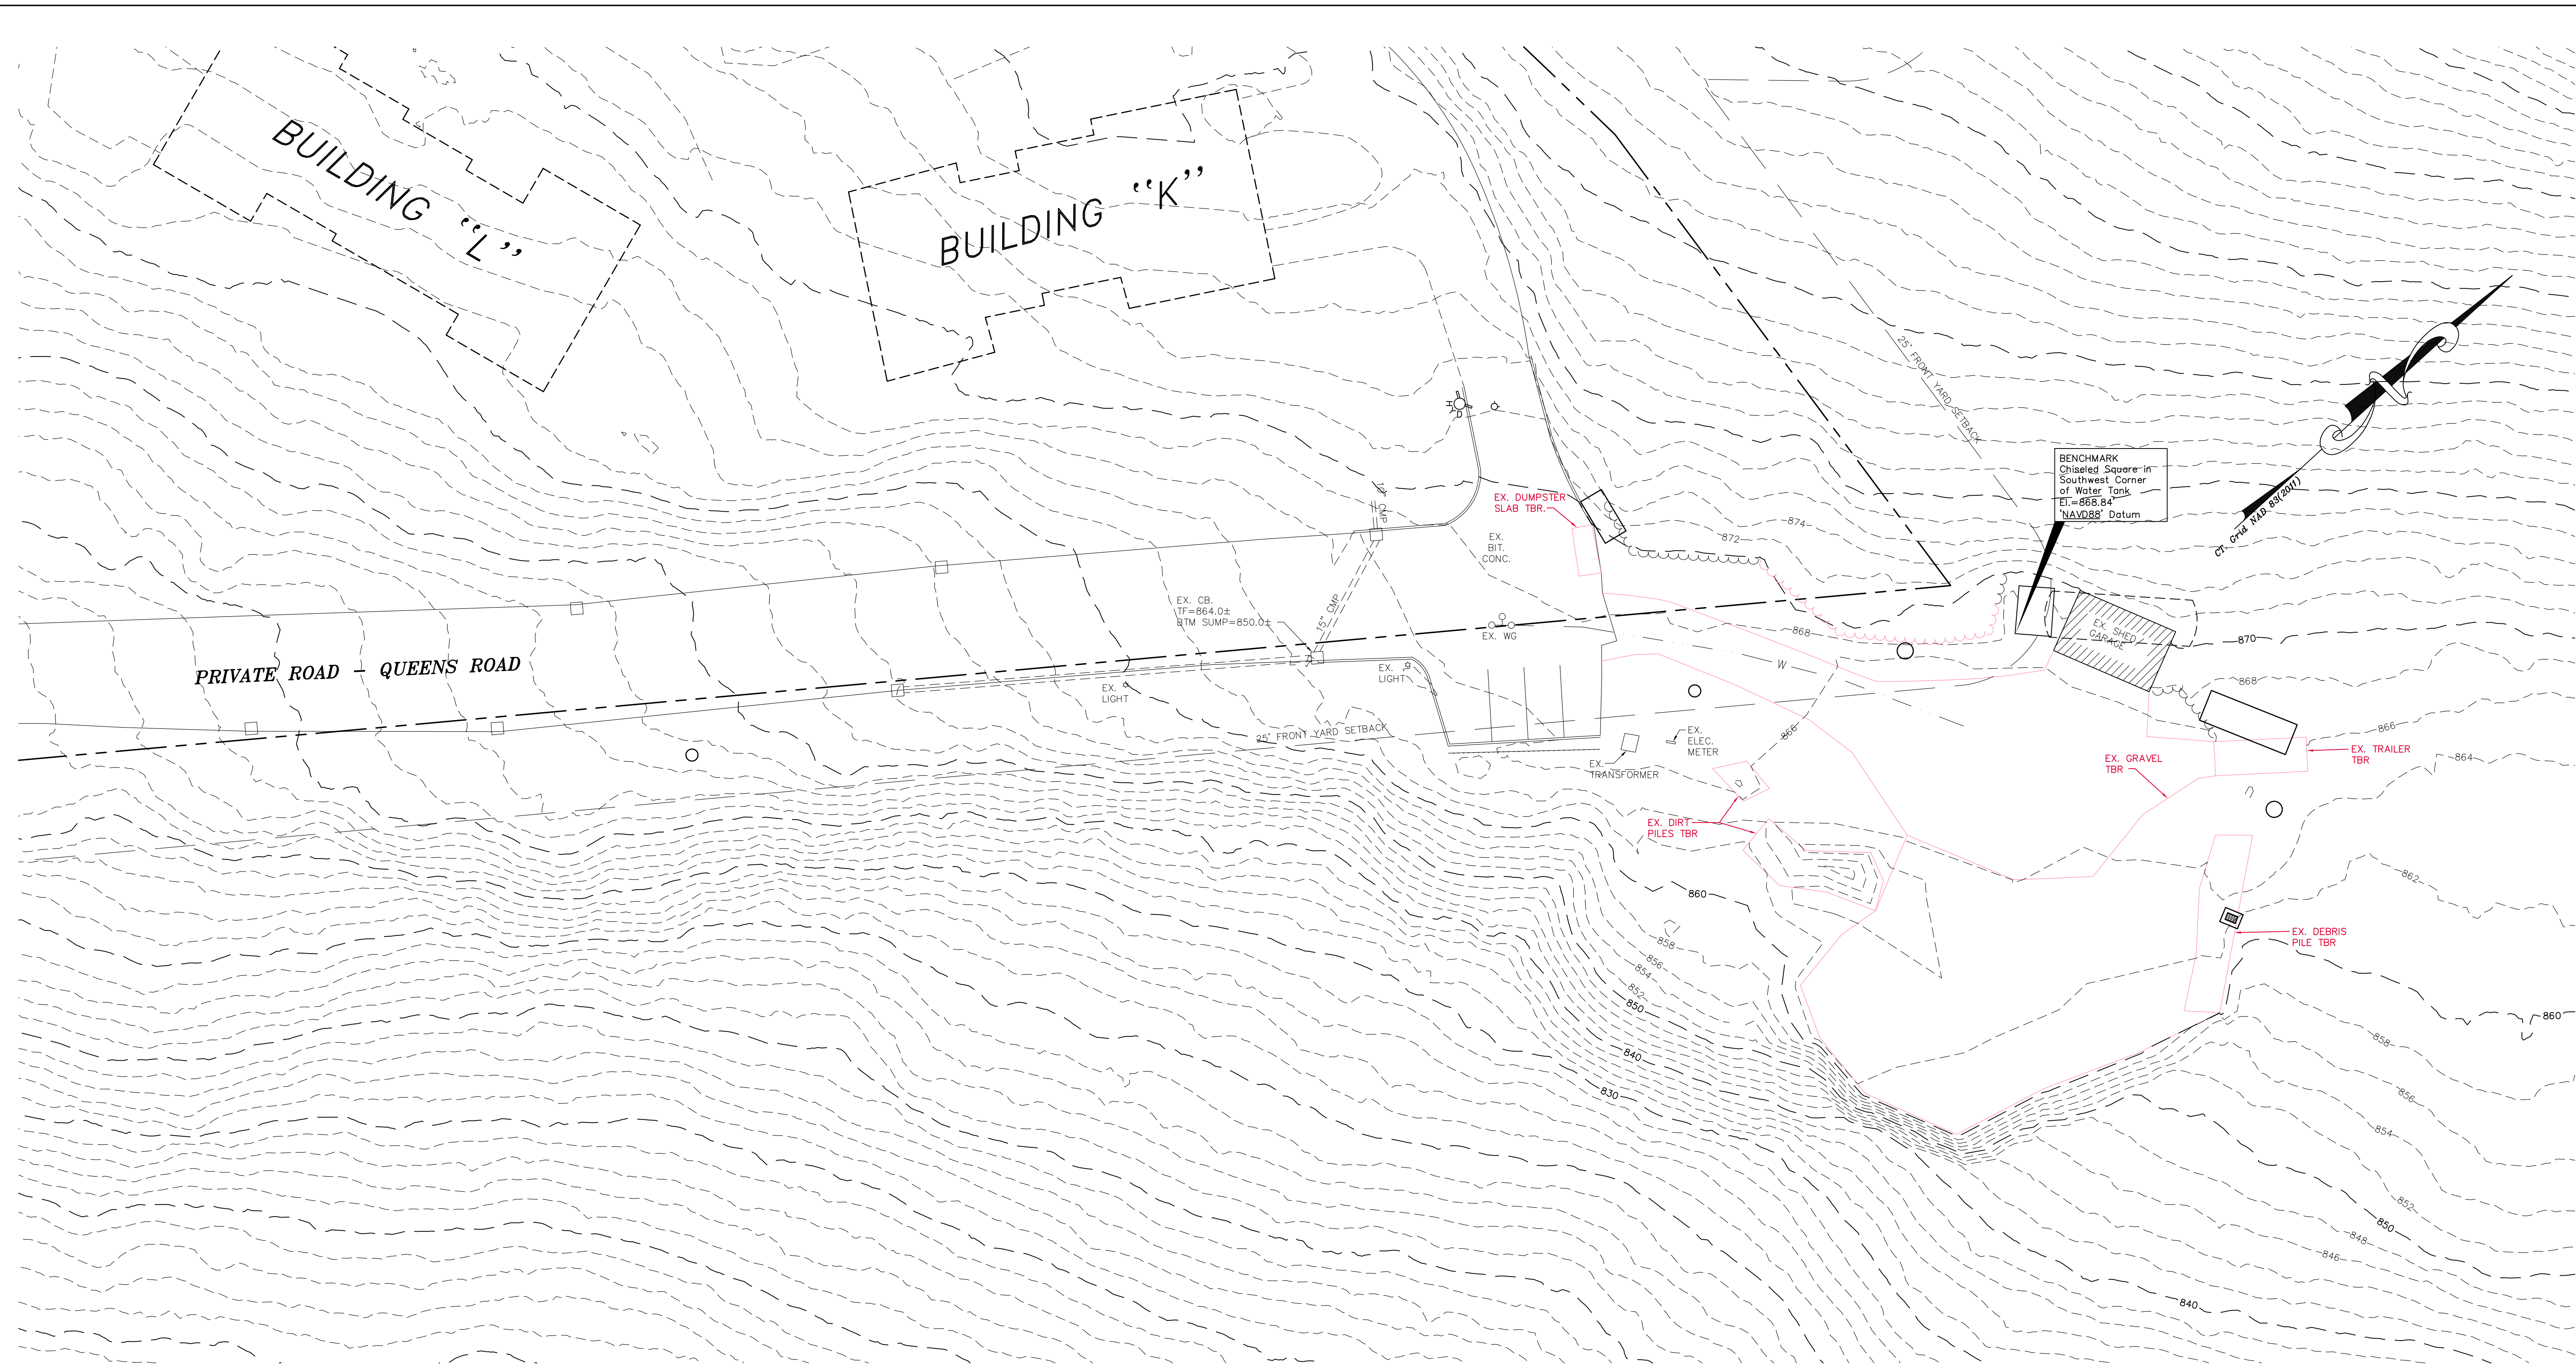 BUILDING "L"
BUILDING "K"
25' FRONT YARD SETBACK
BENCHMARK
Chiseled Square in
Southwest Corner
of Water Tank
El.=868.84'
'NAVD88' Datum
CT. Grid NAD 83(2011)
HYD
EX. DUMPSTER
SLAB TBR.
10" CMP
EX.
BIT.
CONC.
874
872
EX. CB.
TF=864.0±
BTM SUMP=850.0±
15" CMP
EX. WG
868
EX. SHED/
GARAGE
870
PRIVATE ROAD - QUEENS ROAD
EX.
LIGHT
EX.
LIGHT
W
868
25' FRONT YARD SETBACK
866
866
EX.
ELEC.
METER
EX.
TRANSFORMER
EX. TRAILER
TBR
EX. GRAVEL
TBR
864
EX. DIRT
PILES TBR
862
860
EX. DEBRIS
PILE TBR
858
856
854
852
850
860
858
840
856
830
854
852
850
848
846
840